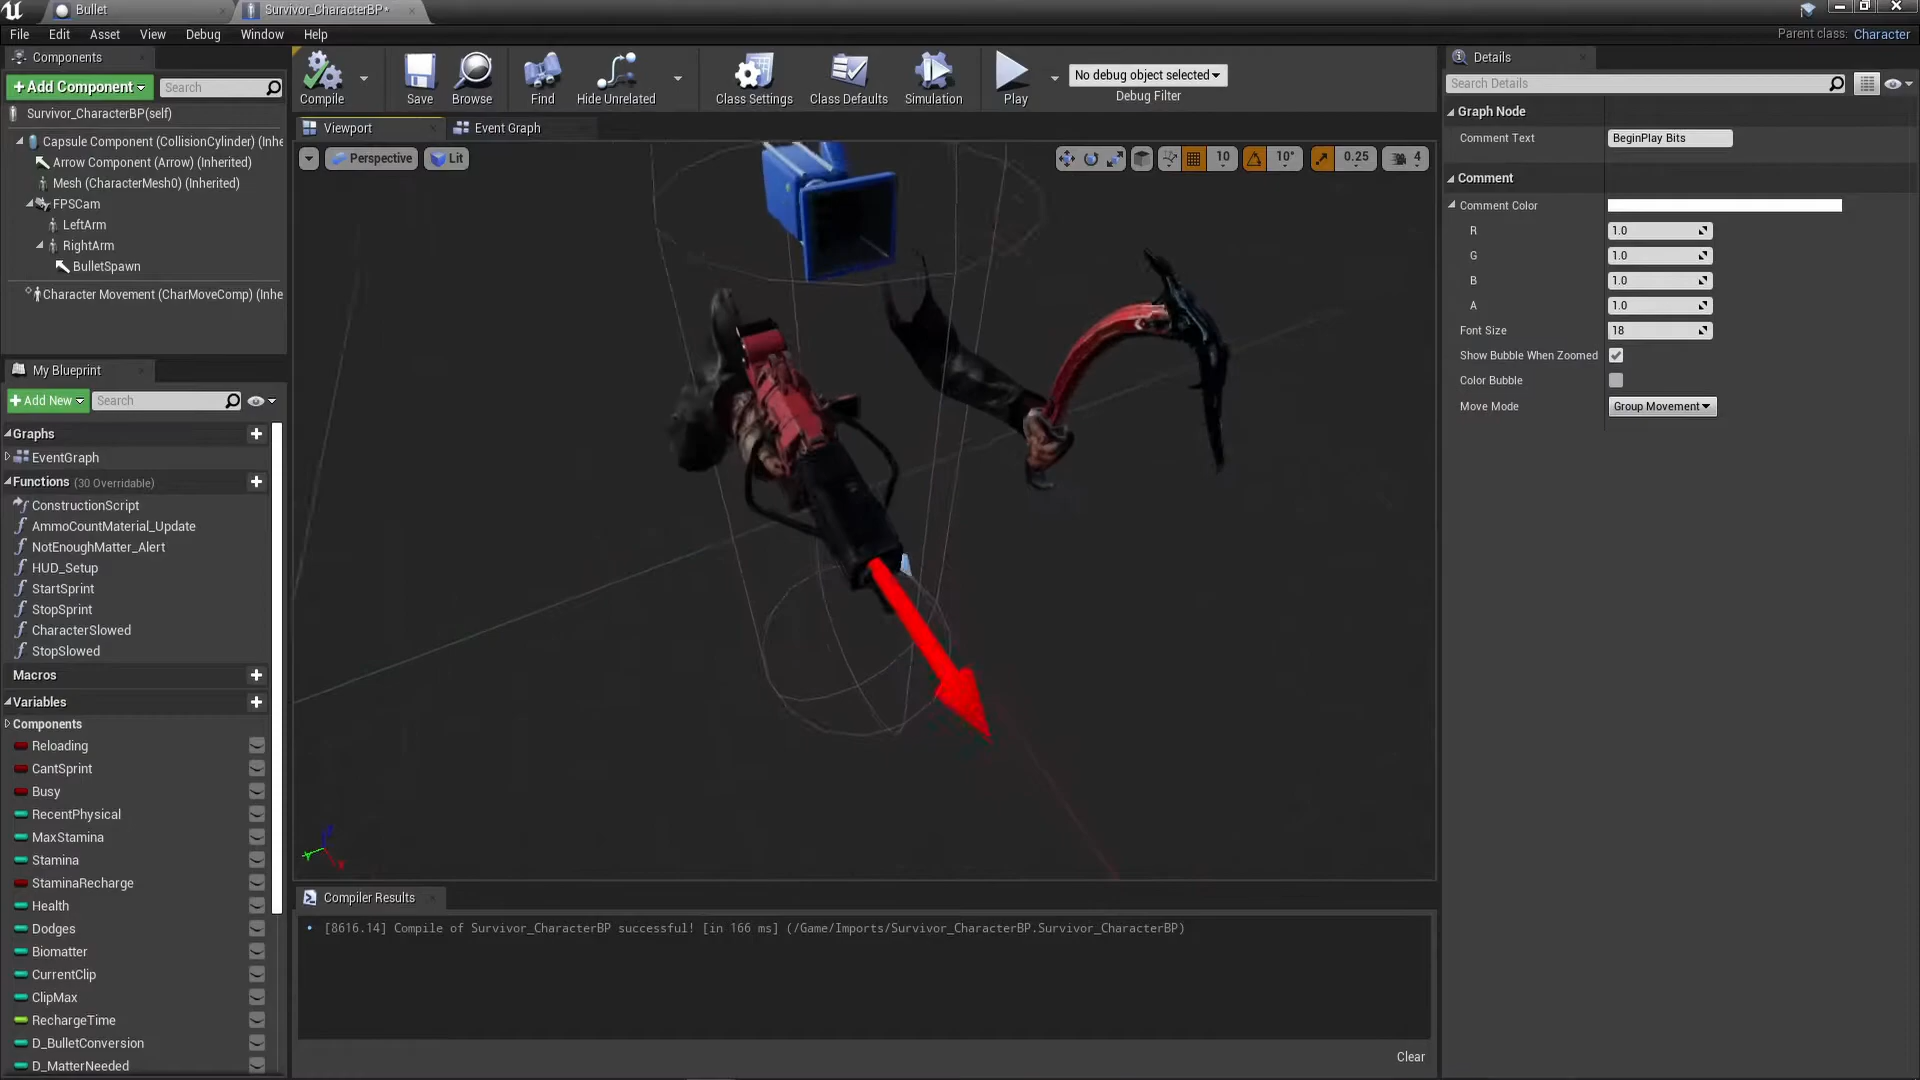 Bullet
Survivor_CharacterBP*
File Edit Asset View Debug Window Help
Parent class: Character
Components
+Add Component
Search
Survivor_CharacterBP(self)
Capsule Component (CollisionCylinder) (Inhe
Arrow Component (Arrow) (Inherited)
Mesh (CharacterMesh0) (Inherited)
FPSCam
LeftArm
RightArm
BulletSpawn
Character Movement (CharMoveComp) (Inhe
My Blueprint
+Add New
Search
Graphs
EventGraph
Functions (30 Overridable)
ConstructionScript
AmmoCountMaterial_Update
NotEnoughMatter_Alert
HUD_Setup
StartSprint
StopSprint
CharacterSlowed
StopSlowed
Macros
Variables
Components
Reloading
CantSprint
Busy
RecentPhysical
MaxStamina
Stamina
StaminaRecharge
Health
Dodges
Biomatter
CurrentClip
ClipMax
RechargeTime
D_BulletConversion
D_MatterNeeded
Compile Save Browse Find Hide Unrelated Class Settings Class Defaults Simulation Play
No debug object selected
Debug Filter
Viewport
Event Graph
Perspective
Lit
10 10° 0.25 4
Compiler Results
[8616.14] Compile of Survivor_CharacterBP successful! [in 166 ms] (/Game/Imports/Survivor_CharacterBP.Survivor_CharacterBP)
Clear
Details
Search Details
Graph Node
Comment Text BeginPlay Bits
Comment
Comment Color
R 1.0
G 1.0
B 1.0
A 1.0
Font Size 18
Show Bubble When Zoomed
Color Bubble
Move Mode Group Movement